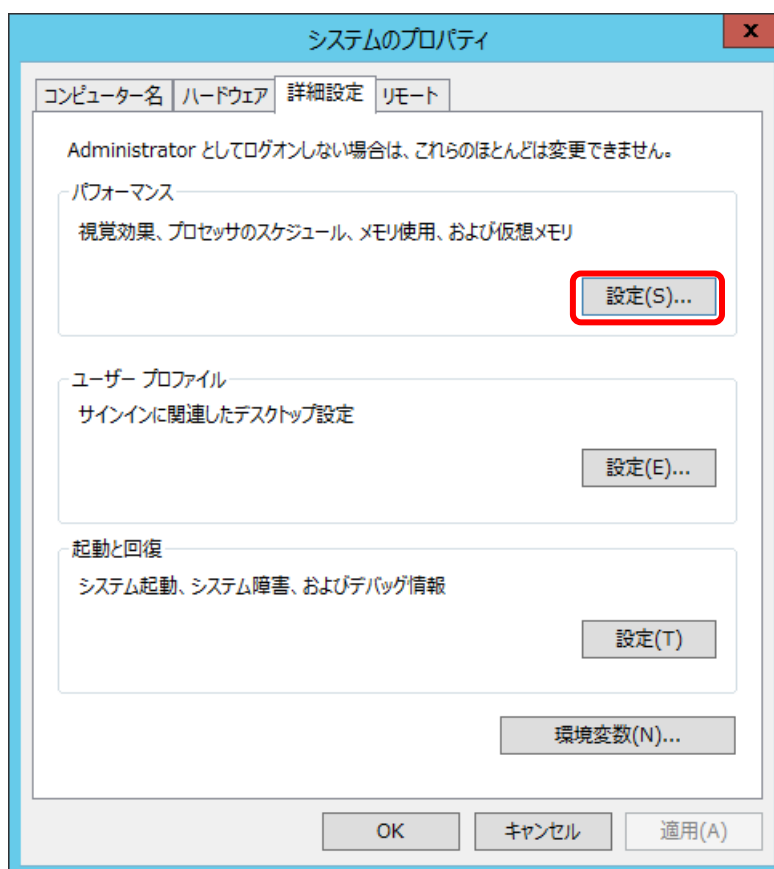 システムのプロパティ
x
コンピューター名 ハードウェア 詳細設定 リモート
Administrator としてログオンしない場合は、これらのほとんどは変更できません。
パフォーマンス
視覚効果、プロセッサのスケジュール、メモリ使用、および仮想メモリ
設定(S)...
ユーザー プロファイル
サインインに関連したデスクトップ設定
設定(E)...
起動と回復
システム起動、システム障害、およびデバッグ情報
設定(T)
環境変数(N)...
OK キャンセル 適用(A)